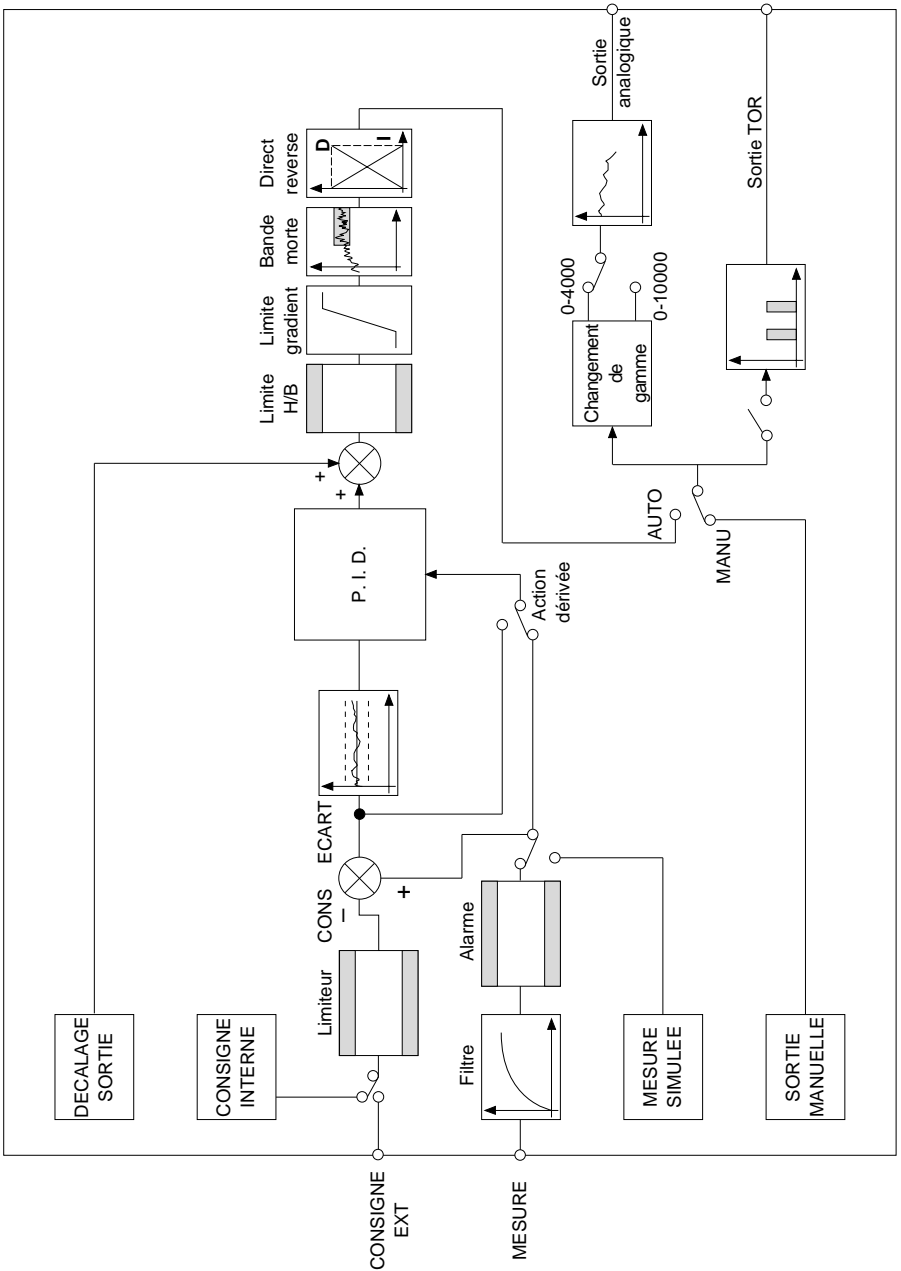 DECALAGE
SORTIE
CONSIGNE
INTERNE
CONSIGNE
EXT
Limiteur
CONS
ECART
–
+
P. I. D.
+
+
Limite
H/B
Limite
gradient
Bande
morte
Direct
reverse
D
I
MESURE
Filtre
Alarme
Action
dérivée
MESURE
SIMULEE
SORTIE
MANUELLE
AUTO
MANU
Changement
de
gamme
0-4000
0-10000
Sortie
analogique
Sortie TOR